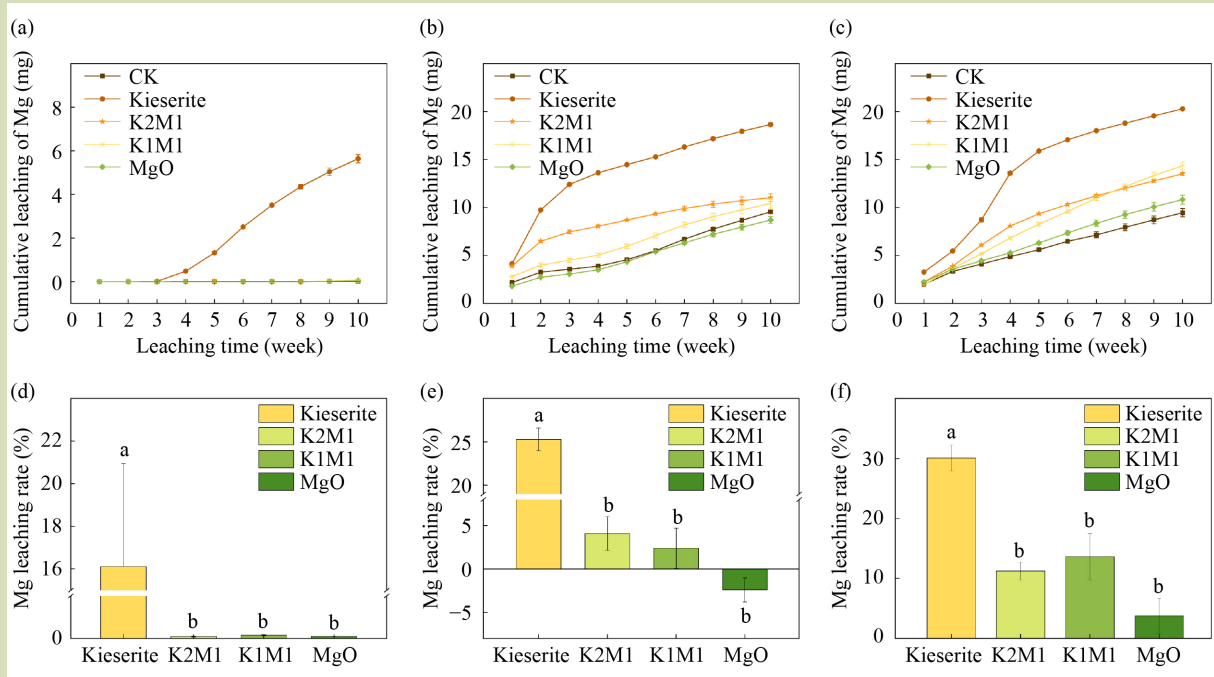 (a)
Cumulative leaching of Mg (mg)
8
6
4
2
0
CK
Kieserite
K2M1
K1M1
MgO
0 1 2 3 4 5 6 7 8 9 10
Leaching time (week)
(b)
Cumulative leaching of Mg (mg)
20
15
10
5
0
CK
Kieserite
K2M1
K1M1
MgO
0 1 2 3 4 5 6 7 8 9 10
Leaching time (week)
(c)
Cumulative leaching of Mg (mg)
20
15
10
5
0
CK
Kieserite
K2M1
K1M1
MgO
0 1 2 3 4 5 6 7 8 9 10
Leaching time (week)
(d)
Mg leaching rate (%)
22
20
18
16
0
Kieserite
K2M1
K1M1
MgO
a
b b b
Kieserite K2M1 K1M1 MgO
(e)
Mg leaching rate (%)
25
20
5
0
−5
Kieserite
K2M1
K1M1
MgO
a
b b
b
Kieserite K2M1 K1M1 MgO
(f)
Mg leaching rate (%)
30
20
10
0
Kieserite
K2M1
K1M1
MgO
a
b b b
Kieserite K2M1 K1M1 MgO